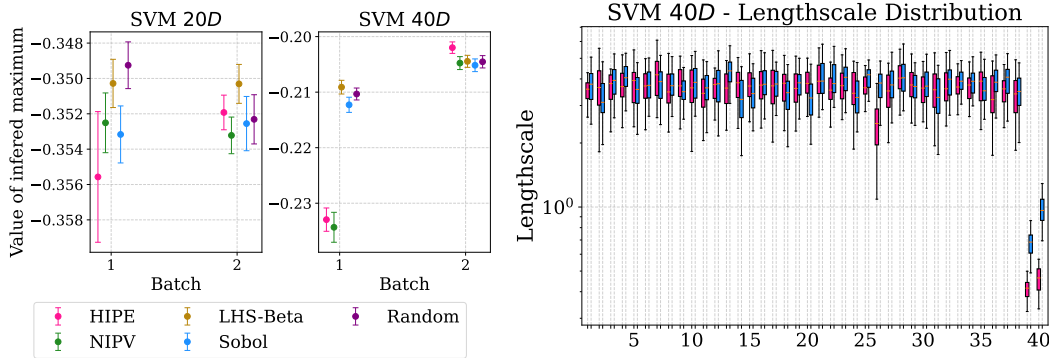 SVM 20D
SVM 40D
SVM 40D - Lengthscale Distribution
Value of infered maximum
−0.348
−0.350
−0.352
−0.354
−0.356
−0.358
1
2
Batch
−0.20
−0.21
−0.22
−0.23
1
2
Batch
HIPE
LHS-Beta
Random
NIPV
Sobol
Lengthscale
10⁰
5
10
15
20
25
30
35
40